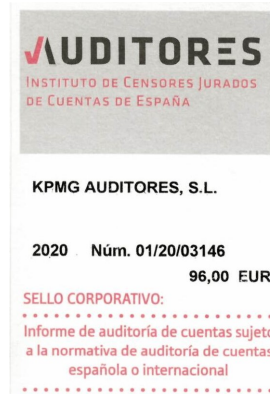 AUDITORES
INSTITUTO DE CENSORES JURADOS
DE CUENTAS DE ESPAÑA
KPMG AUDITORES, S.L.
2020 Núm. 01/20/03146
96,00 EUR
SELLO CORPORATIVO:
Informe de auditoría de cuentas sujeto
a la normativa de auditoría de cuentas
española o internacional